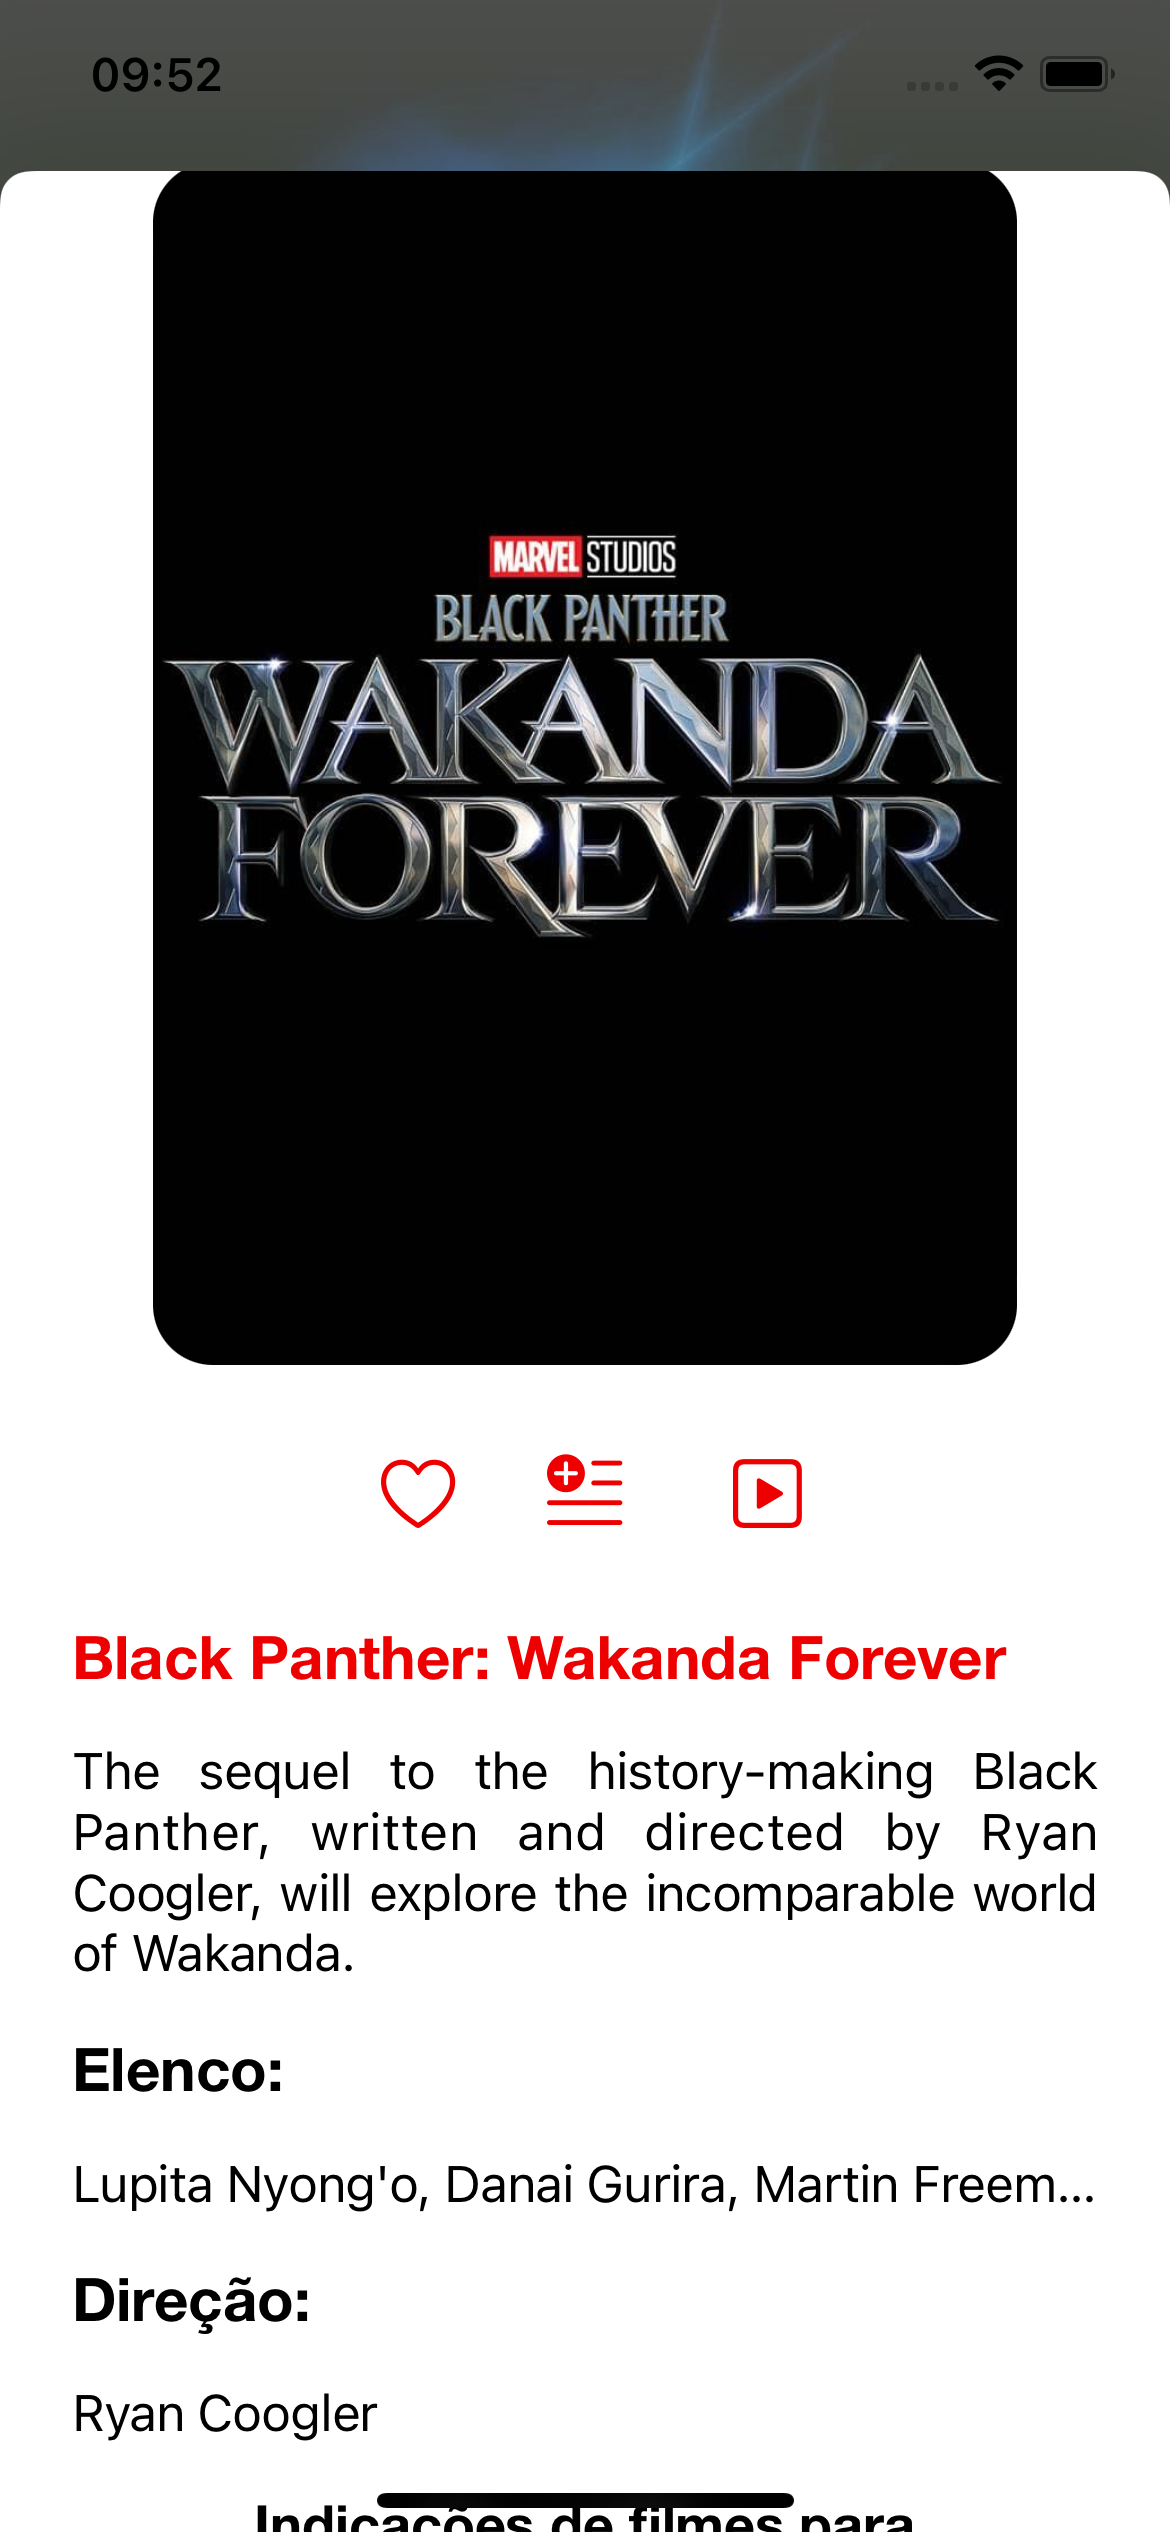 09:52
MARVEL STUDIOS
BLACK PANTHER
WAKANDA
FOREVER
Black Panther: Wakanda Forever
The sequel to the history-making Black
Panther, written and directed by Ryan
Coogler, will explore the incomparable world
of Wakanda.
Elenco:
Lupita Nyong'o, Danai Gurira, Martin Freem...
Direção:
Ryan Coogler
Indicações de filmes para